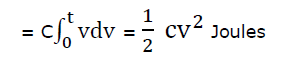 = C∫₀ᵗ vdv = 1/2 cv² Joules